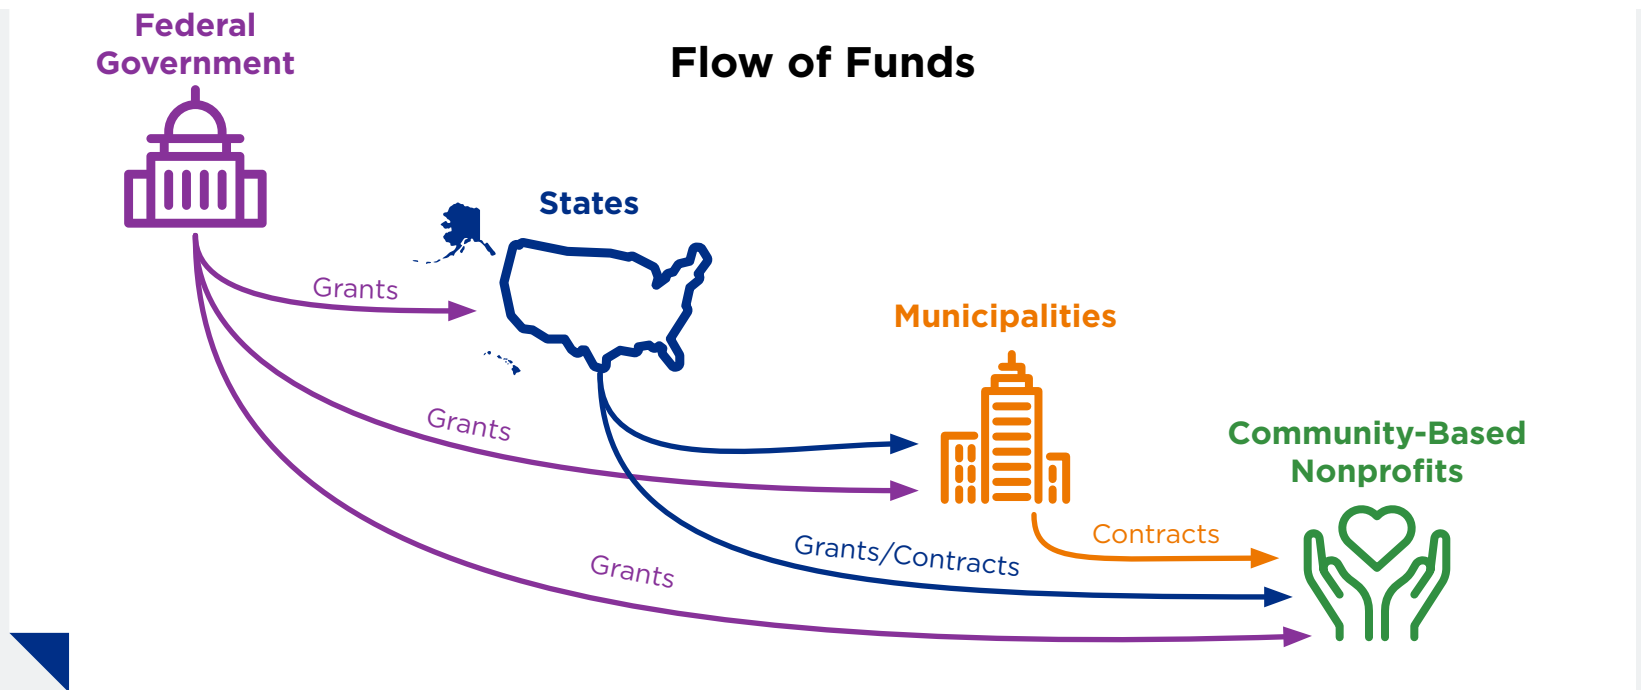 Federal
Government
Flow of Funds
States
Grants
Municipalities
Grants
Community-Based
Nonprofits
Contracts
Grants/Contracts
Grants